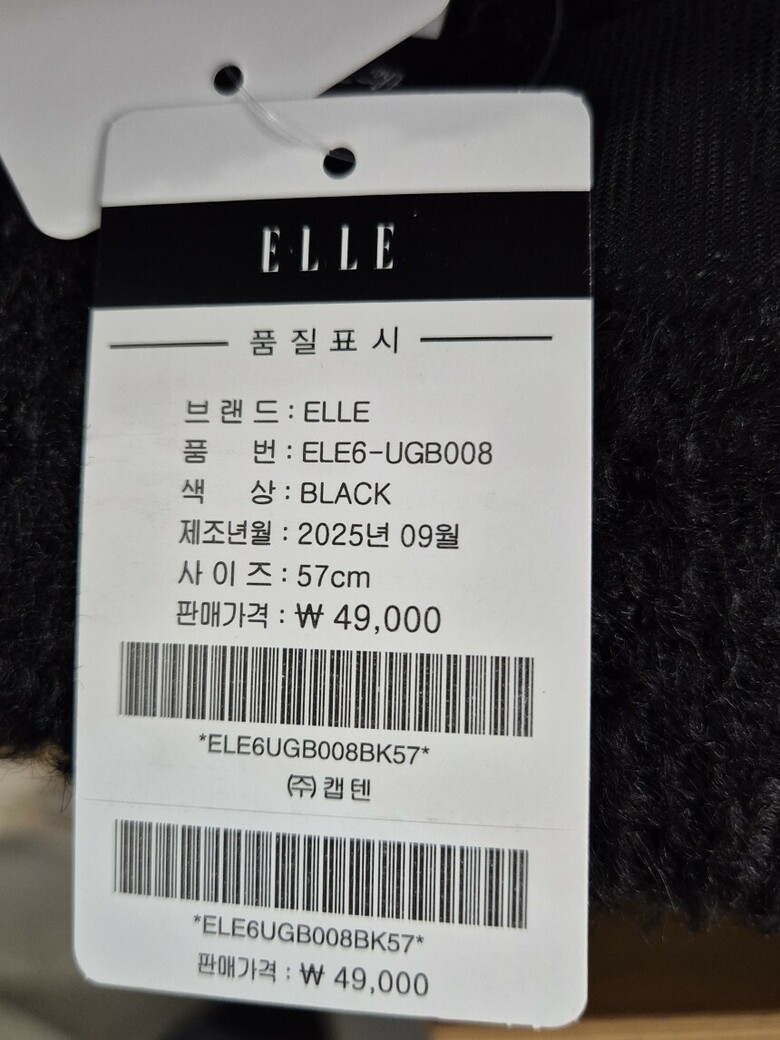 ELLE
품질표시
브랜드 : ELLE
품 번 : ELE6-UGB008
색 상 : BLACK
제조년월 : 2025년 09월
사이즈 : 57cm
판매가격 : ₩ 49,000
*ELE6UGB008BK57*
㈜캡텐
*ELE6UGB008BK57*
판매가격 : ₩ 49,000